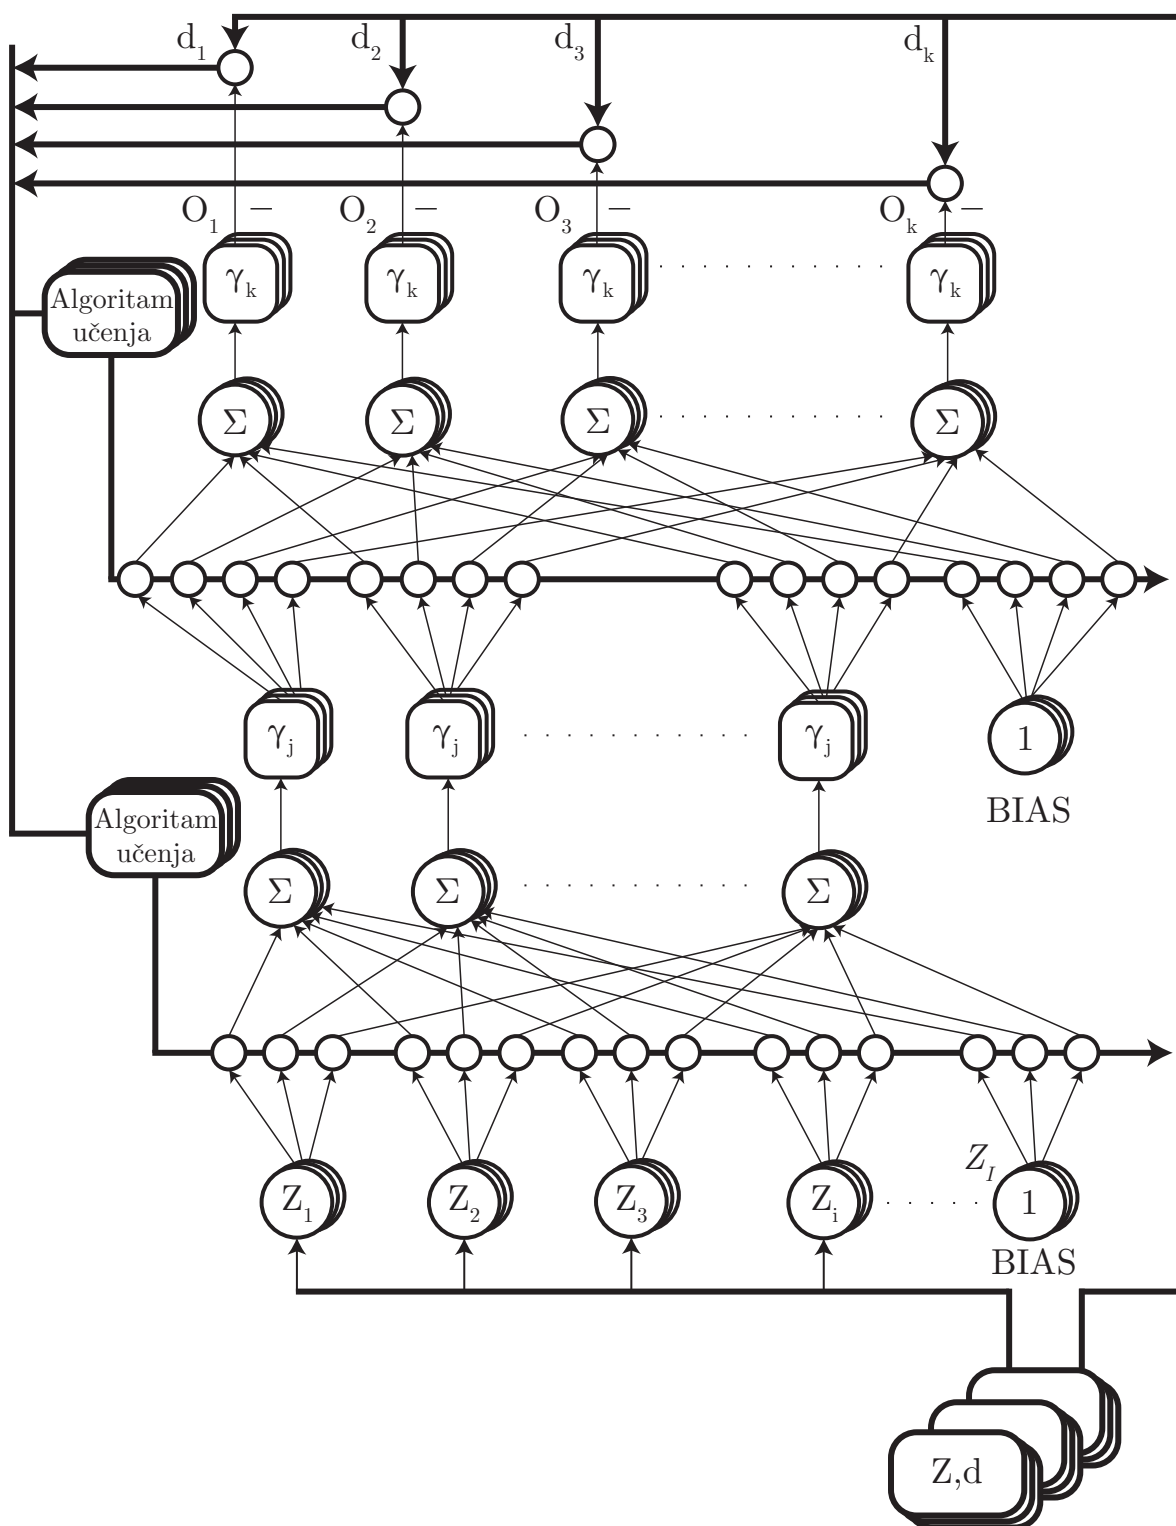 d₁ d₂ d₃ dₖ
O₁ − O₂ − O₃ − Oₖ −
γₖ γₖ γₖ γₖ
Algoritam
učenja
Σ Σ Σ Σ
γⱼ γⱼ γⱼ 1
BIAS
Algoritam
učenja
Σ Σ Σ
Z_I
Z₁ Z₂ Z₃ Zᵢ 1
BIAS
Z,d